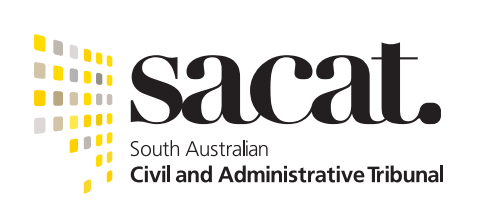 sacat.
South Australian
Civil and Administrative Tribunal